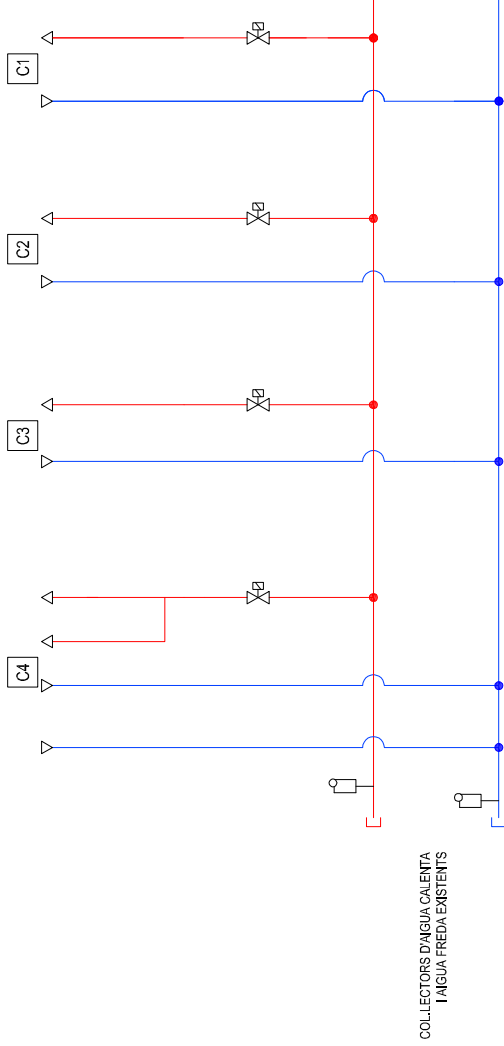 C1
C2
C3
C4
COL.LECTORS D'AIGUA CALENTA
I AIGUA FREDA EXISTENTS